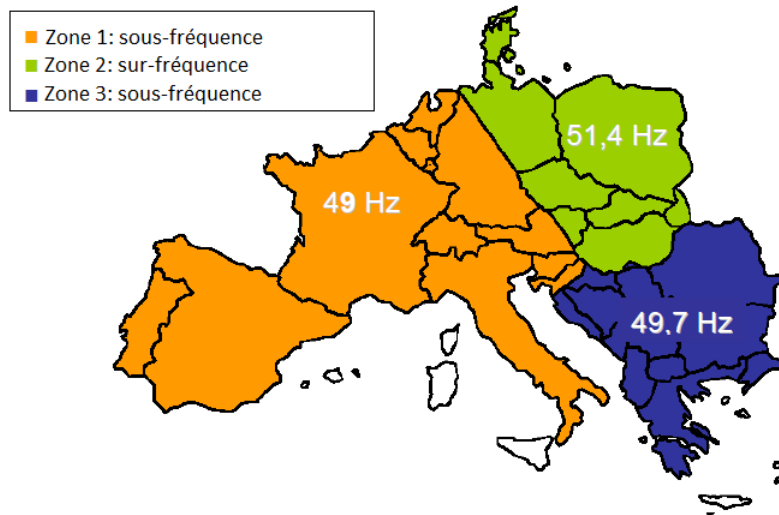 Zone 1: sous-fréquence
Zone 2: sur-fréquence
Zone 3: sous-fréquence
51,4 Hz
49 Hz
49,7 Hz